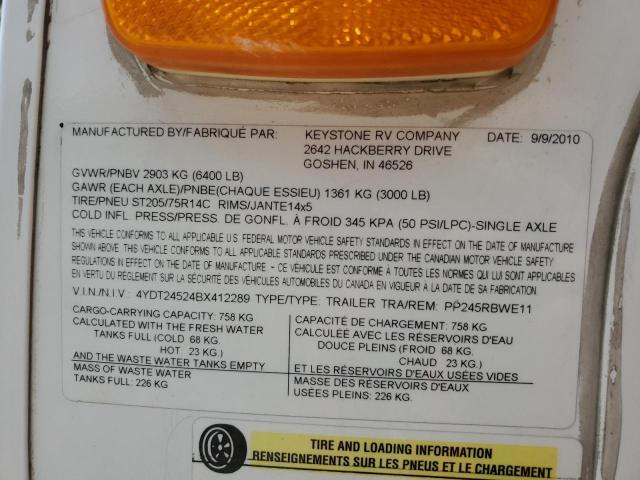 MANUFACTURED BY/FABRIQUÉ PAR: KEYSTONE RV COMPANY DATE: 9/9/2010
2642 HACKBERRY DRIVE
GOSHEN, IN 46526
GVWR/PNBV 2903 KG (6400 LB)
GAWR (EACH AXLE)/PNBE(CHAQUE ESSIEU) 1361 KG (3000 LB)
TIRE/PNEU ST205/75R14C RIMS/JANTE14x5
COLD INFL. PRESS/PRESS. DE GONFL. À FROID 345 KPA (50 PSI/LPC)-SINGLE AXLE
THIS VEHICLE CONFORMS TO ALL APPLICABLE U.S. FEDERAL MOTOR VEHICLE SAFETY STANDARDS IN EFFECT ON THE DATE OF MANUFACTURE
SHOWN ABOVE. THIS VEHICLE CONFORMS TO ALL APPLICABLE STANDARDS PRESCRIBED UNDER THE CANADIAN MOTOR VEHICLE SAFETY
REGULATIONS IN EFFECT ON THE DATE OF MANUFACTURE - CE VÉHICULE EST CONFORME À TOUTES LES NORMES QUI LUI SONT APPLICABLES
EN VERTU DU RÈGLEMENT SUR LA SÉCURITÉ DES VÉHICULES AUTOMOBILES DU CANADA EN VIGUEUR À LA DATE DE SA FABRICATION.
V.I.N./N.I.V: 4YDT24524BX412289 TYPE/TYPE: TRAILER TRA/REM: PP245RBWE11
CARGO-CARRYING CAPACITY: 758 KG
CALCULATED WITH THE FRESH WATER
TANKS FULL (COLD 68 KG.
HOT 23 KG.)
AND THE WASTE WATER TANKS EMPTY
MASS OF WASTE WATER
TANKS FULL: 226 KG
CAPACITÉ DE CHARGEMENT: 758 KG
CALCULÉE AVEC LES RÉSERVOIRS D'EAU
DOUCE PLEINS (FROID 68 KG.
CHAUD 23 KG.)
ET LES RÉSERVOIRS D'EAUX USÉES VIDES
MASSE DES RÉSERVOIRS D'EAUX
USÉES PLEINS: 226 KG.
TIRE AND LOADING INFORMATION
RENSEIGNEMENTS SUR LES PNEUS ET LE CHARGEMENT